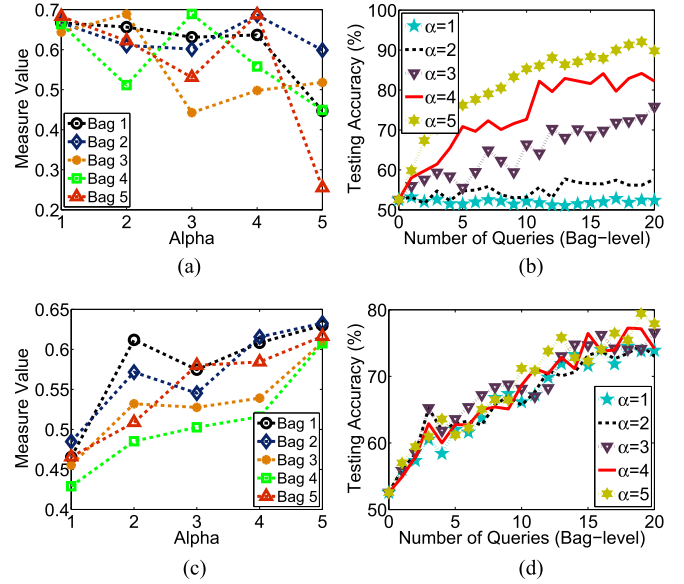 0.7
0.6
0.5
0.4
0.3
0.2
Measure Value
Bag 1
Bag 2
Bag 3
Bag 4
Bag 5
1 2 3 4 5
Alpha
(a)
100
90
80
70
60
50
Testing Accuracy (%)
α=1
α=2
α=3
α=4
α=5
0 5 10 15 20
Number of Queries (Bag−level)
(b)
0.65
0.6
0.55
0.5
0.45
0.4
Measure Value
Bag 1
Bag 2
Bag 3
Bag 4
Bag 5
1 2 3 4 5
Alpha
(c)
80
70
60
50
Testing Accuracy (%)
α=1
α=2
α=3
α=4
α=5
0 5 10 15 20
Number of Queries (Bag−level)
(d)